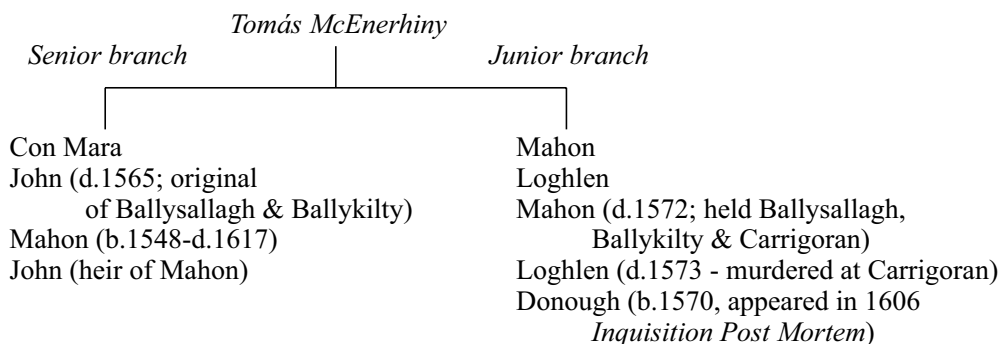 Tomás McEnerhiny
Senior branch
Junior branch
Con Mara
John (d.1565; original
of Ballysallagh & Ballykilty)
Mahon (b.1548-d.1617)
John (heir of Mahon)
Mahon
Loghlen
Mahon (d.1572; held Ballysallagh,
Ballykilty & Carrigoran)
Loghlen (d.1573 - murdered at Carrigoran)
Donough (b.1570, appeared in 1606
Inquisition Post Mortem)